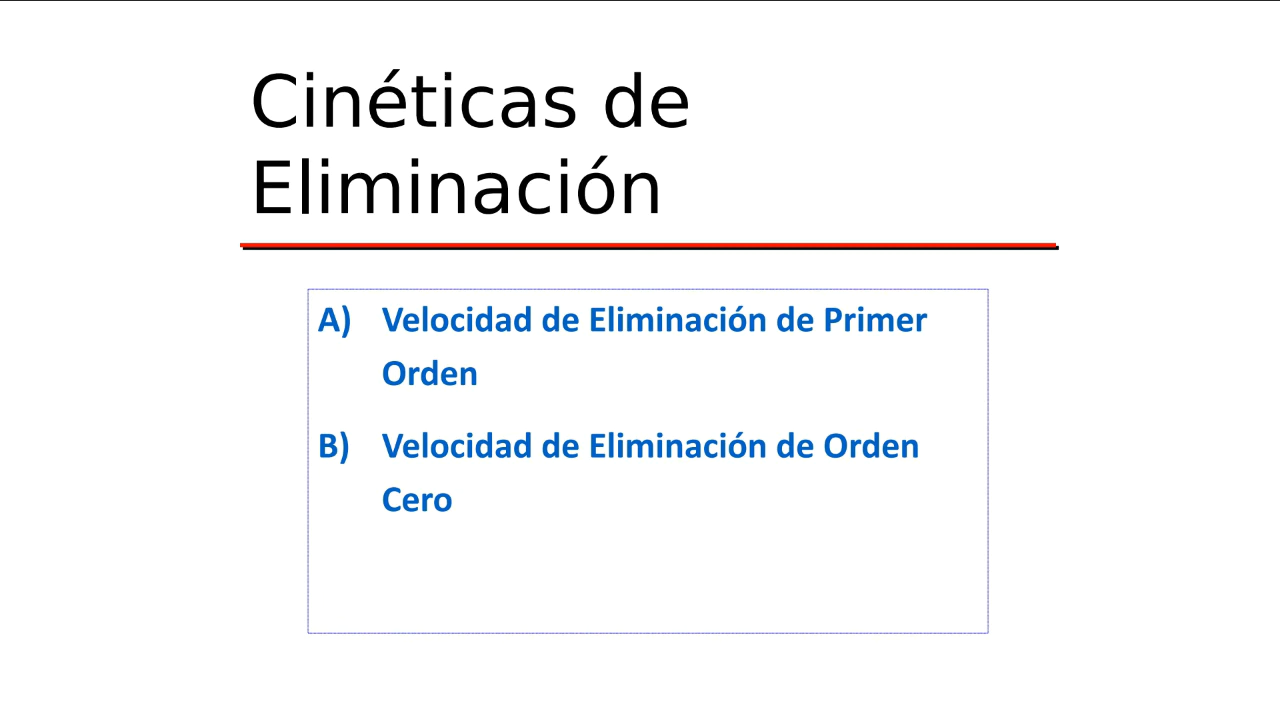 Cinéticas de
Eliminación
A) Velocidad de Eliminación de Primer
Orden
B) Velocidad de Eliminación de Orden
Cero